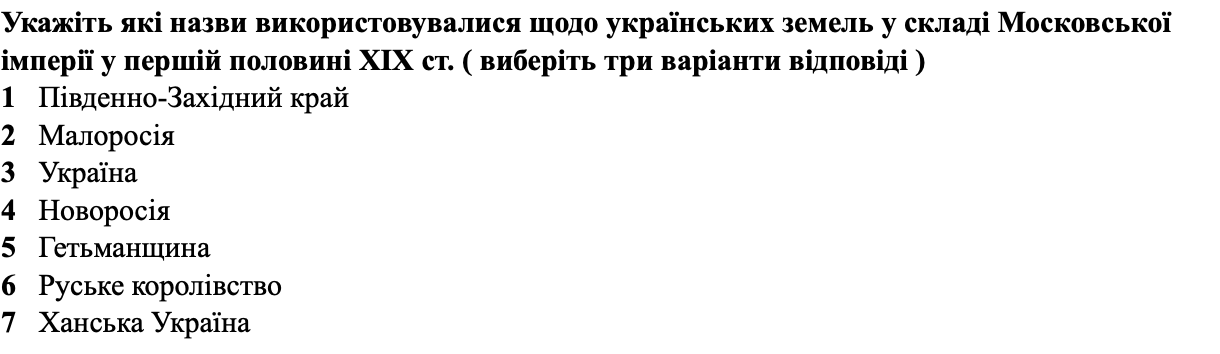 Укажіть які назви використовувалися щодо українських земель у складі Московської
імперії у першій половині XIX ст. ( виберіть три варіанти відповіді )
1 Південно-Західний край
2 Малоросія
3 Україна
4 Новоросія
5 Гетьманщина
6 Руське королівство
7 Ханська Україна